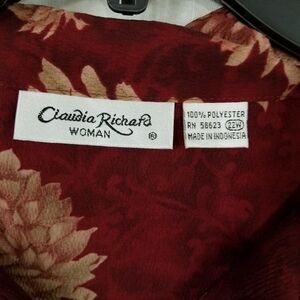 Claudia Richard
WOMAN
®
100% POLYESTER
RN 58623 22W
MADE IN INDONESIA